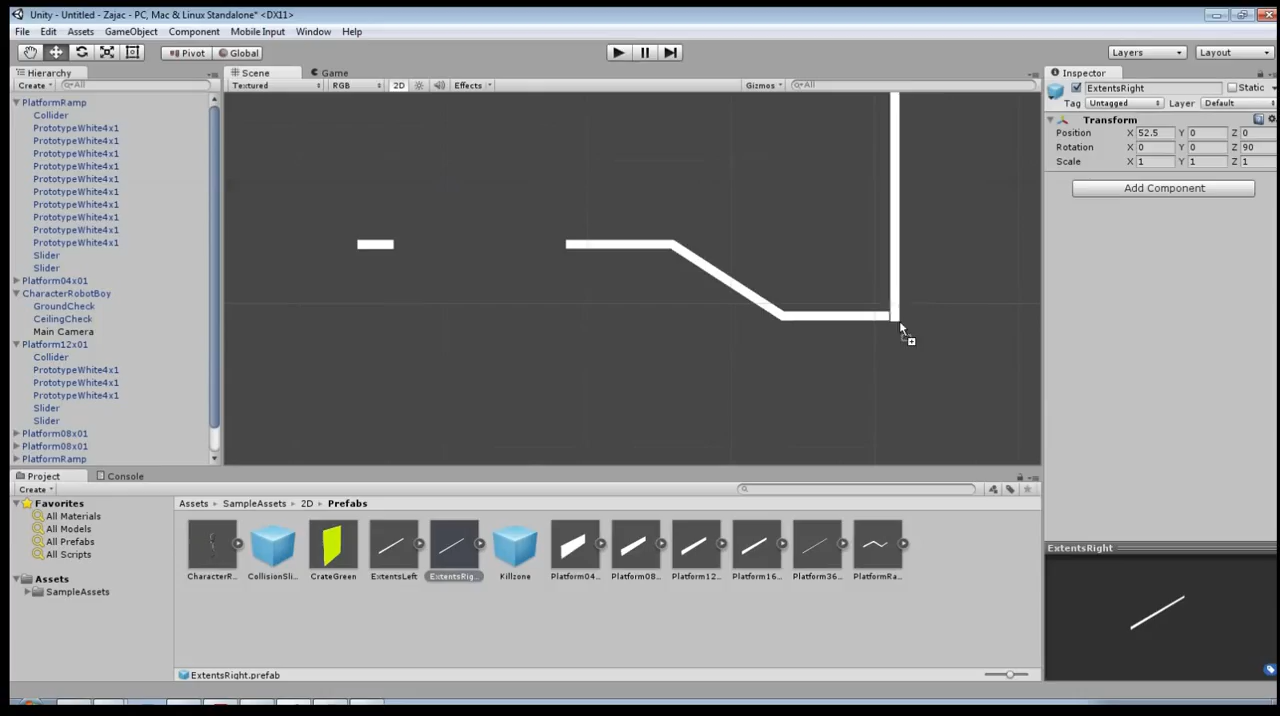 Unity - Untitled - Zajac - PC, Mac & Linux Standalone* <DX11>
File Edit Assets GameObject Component Mobile Input Window Help
Pivot Global Layers Layout
Hierarchy
Create All
PlatformRamp
Collider
PrototypeWhite4x1
PrototypeWhite4x1
PrototypeWhite4x1
PrototypeWhite4x1
PrototypeWhite4x1
PrototypeWhite4x1
PrototypeWhite4x1
PrototypeWhite4x1
PrototypeWhite4x1
PrototypeWhite4x1
Slider
Slider
Platform04x01
CharacterRobotBoy
GroundCheck
CeilingCheck
Main Camera
Platform12x01
Collider
PrototypeWhite4x1
PrototypeWhite4x1
PrototypeWhite4x1
Slider
Slider
Platform08x01
Platform08x01
PlatformRamp
Scene Game
Textured RGB 2D Effects Gizmos All
Inspector
ExtentsRight Static
Tag Untagged Layer Default
Transform
Position X 52.5 Y 0 Z 0
Rotation X 0 Y 0 Z 90
Scale X 1 Y 1 Z 1
Add Component
Project Console
Create
Favorites
All Materials
All Models
All Prefabs
All Scripts
Assets
SampleAssets
Assets SampleAssets 2D Prefabs
CharacterR... CollisionSli... CrateGreen ExtentsLeft ExtentsRig... Killzone Platform04... Platform08... Platform12... Platform16... Platform36... PlatformRa...
ExtentsRight.prefab
ExtentsRight